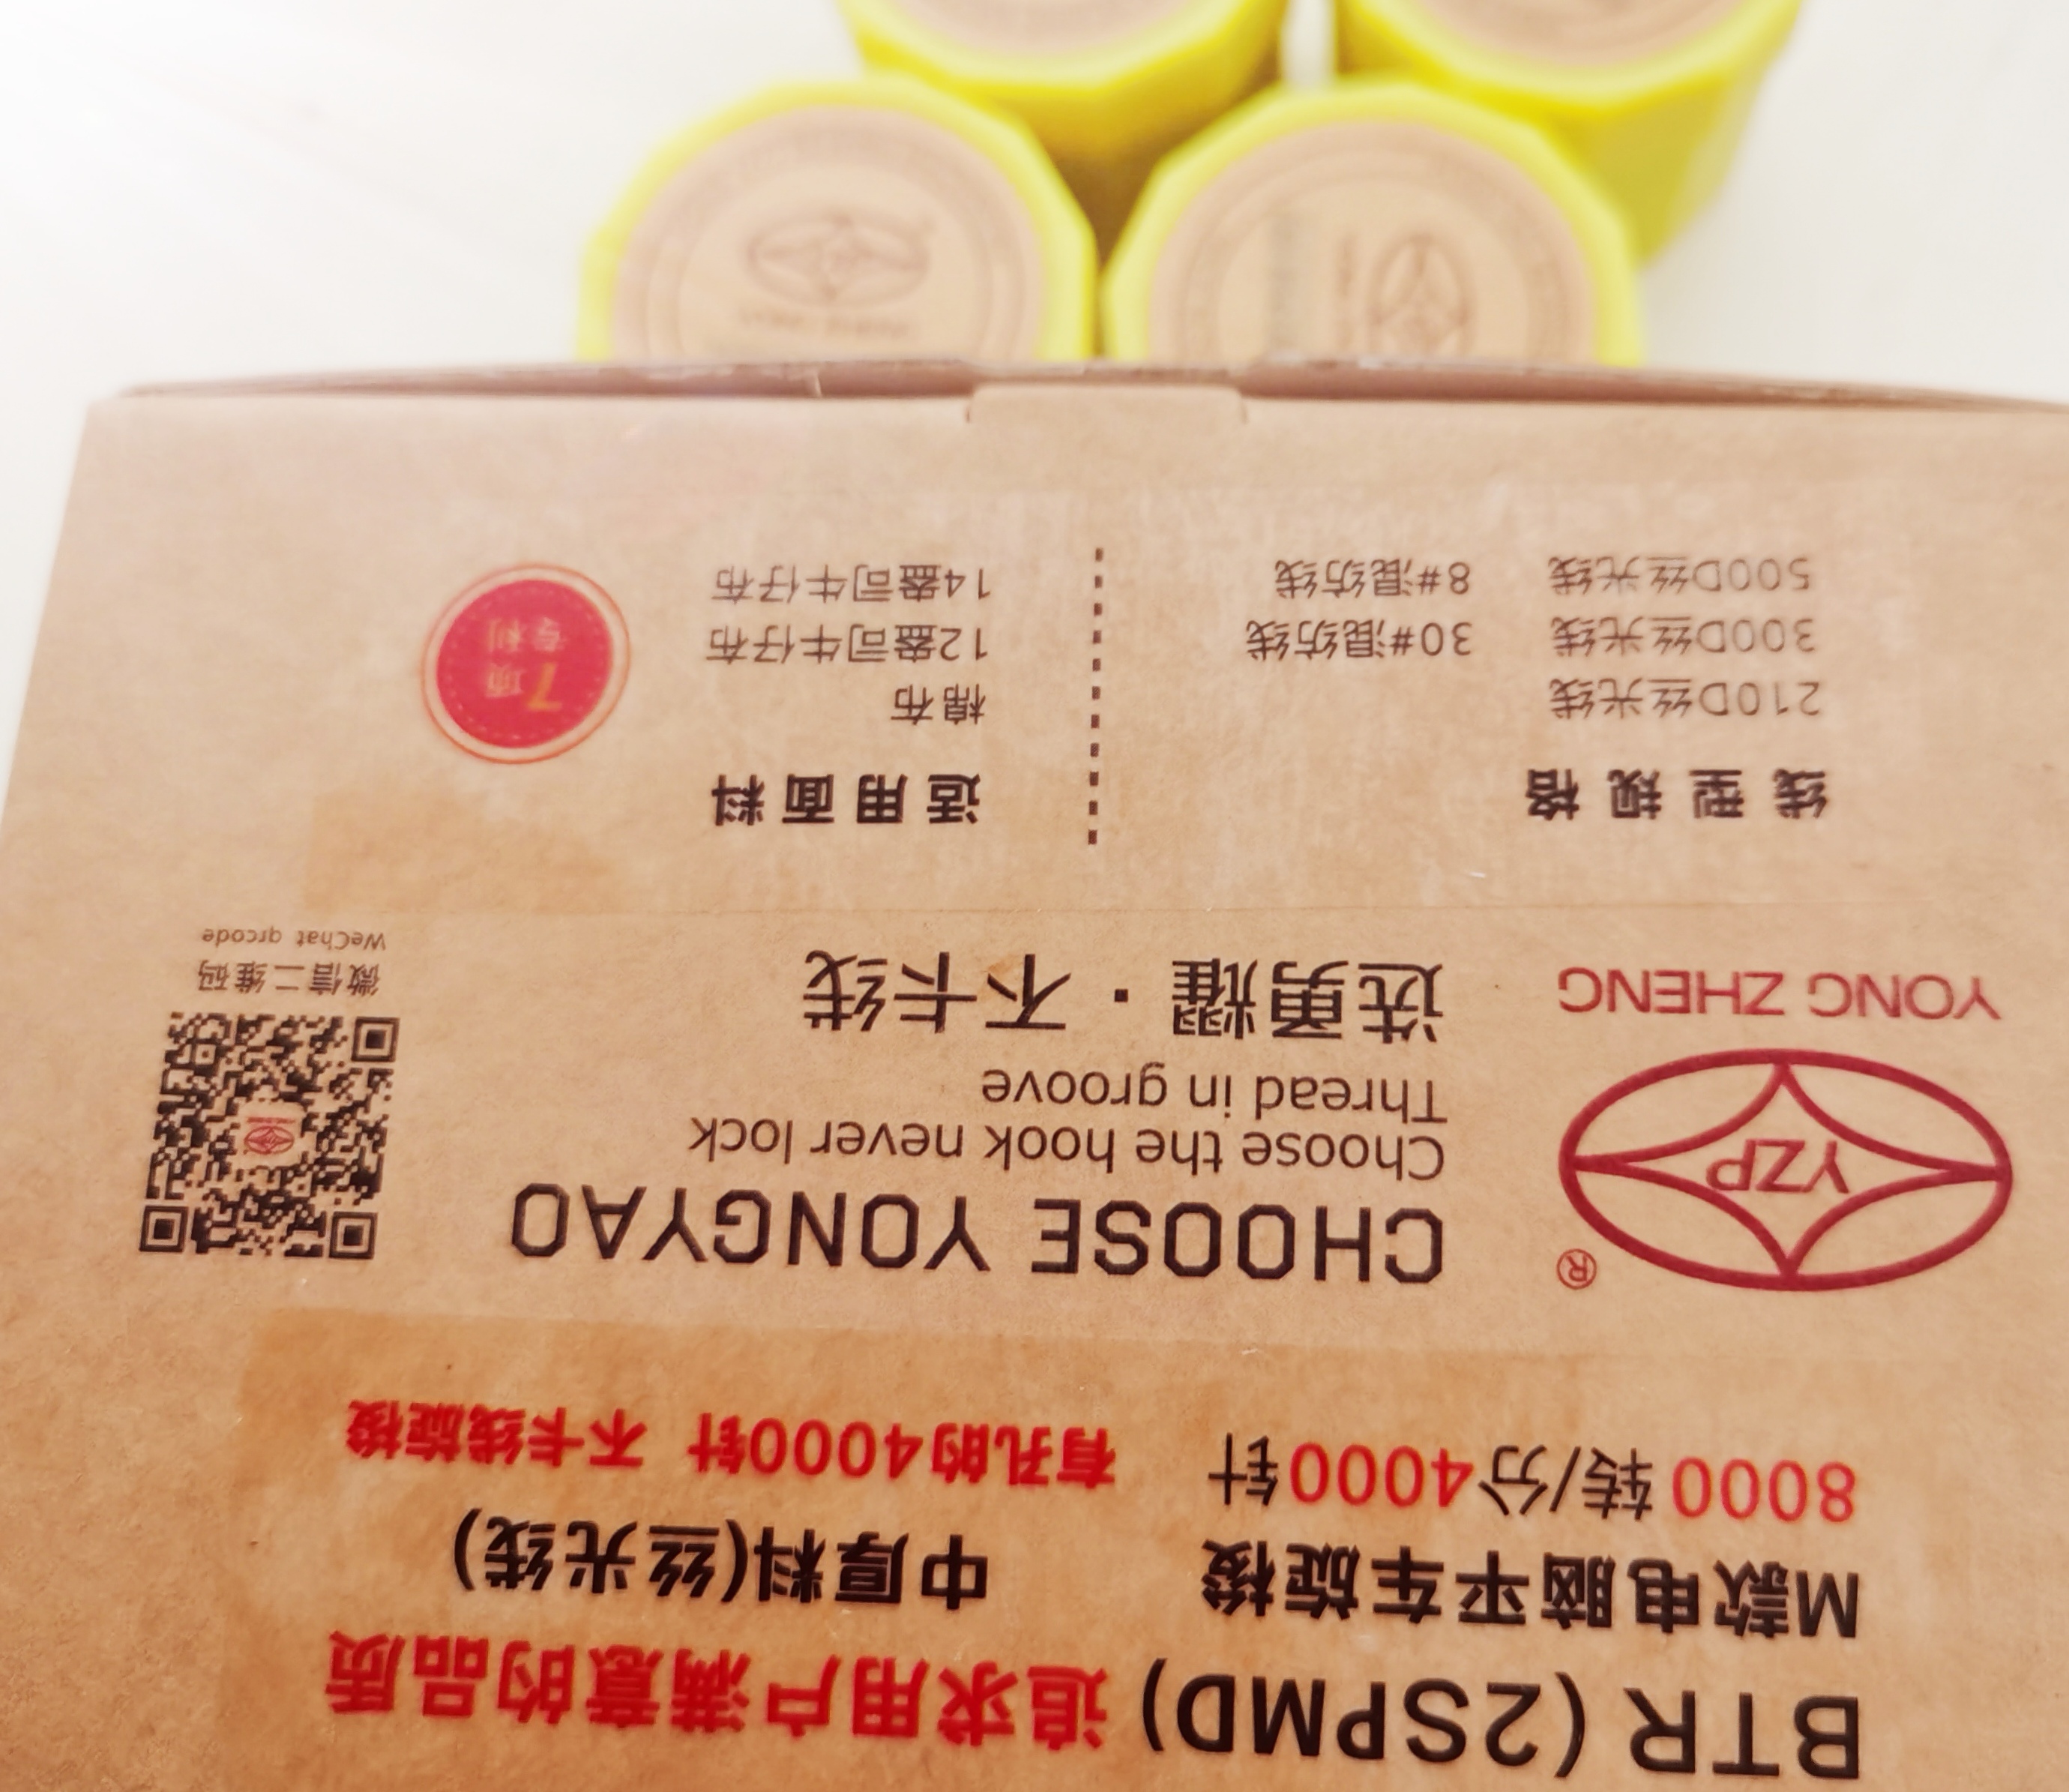 BTR (2SPMD) 追求用户满意的品质
M款电脑平车旋梭 中厚料(丝光线)
8000转/分4000针 有孔的4000针 不卡线旋梭
®
YZP
YONG ZHENG
CHOOSE YONGYAO
Choose the hook never lock
Thread in groove
选勇耀·不卡线
微信二维码
WeChat qrcode
线型规格
210D丝光线
300D丝光线 30#混纺线
500D丝光线 8#混纺线
适用面料
棉布
12盎司牛仔布
14盎司牛仔布
7项
专利